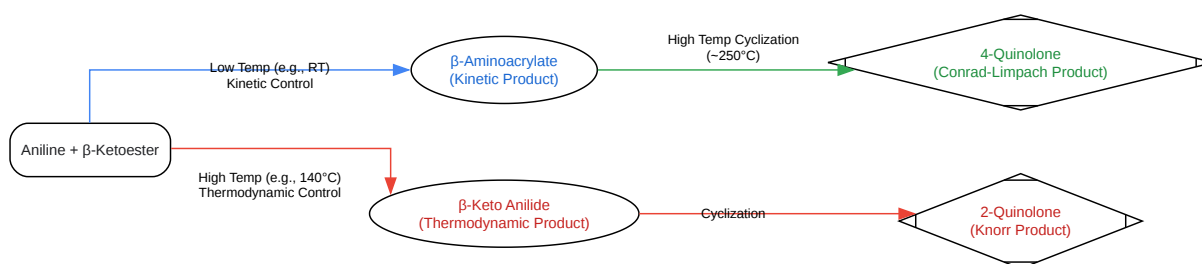 Low Temp (e.g., RT)
Kinetic Control
β-Aminoacrylate
(Kinetic Product)
High Temp Cyclization
(~250°C)
4-Quinolone
(Conrad-Limpach Product)
Aniline + β-Ketoester
High Temp (e.g., 140°C)
Thermodynamic Control
β-Keto Anilide
(Thermodynamic Product)
Cyclization
2-Quinolone
(Knorr Product)